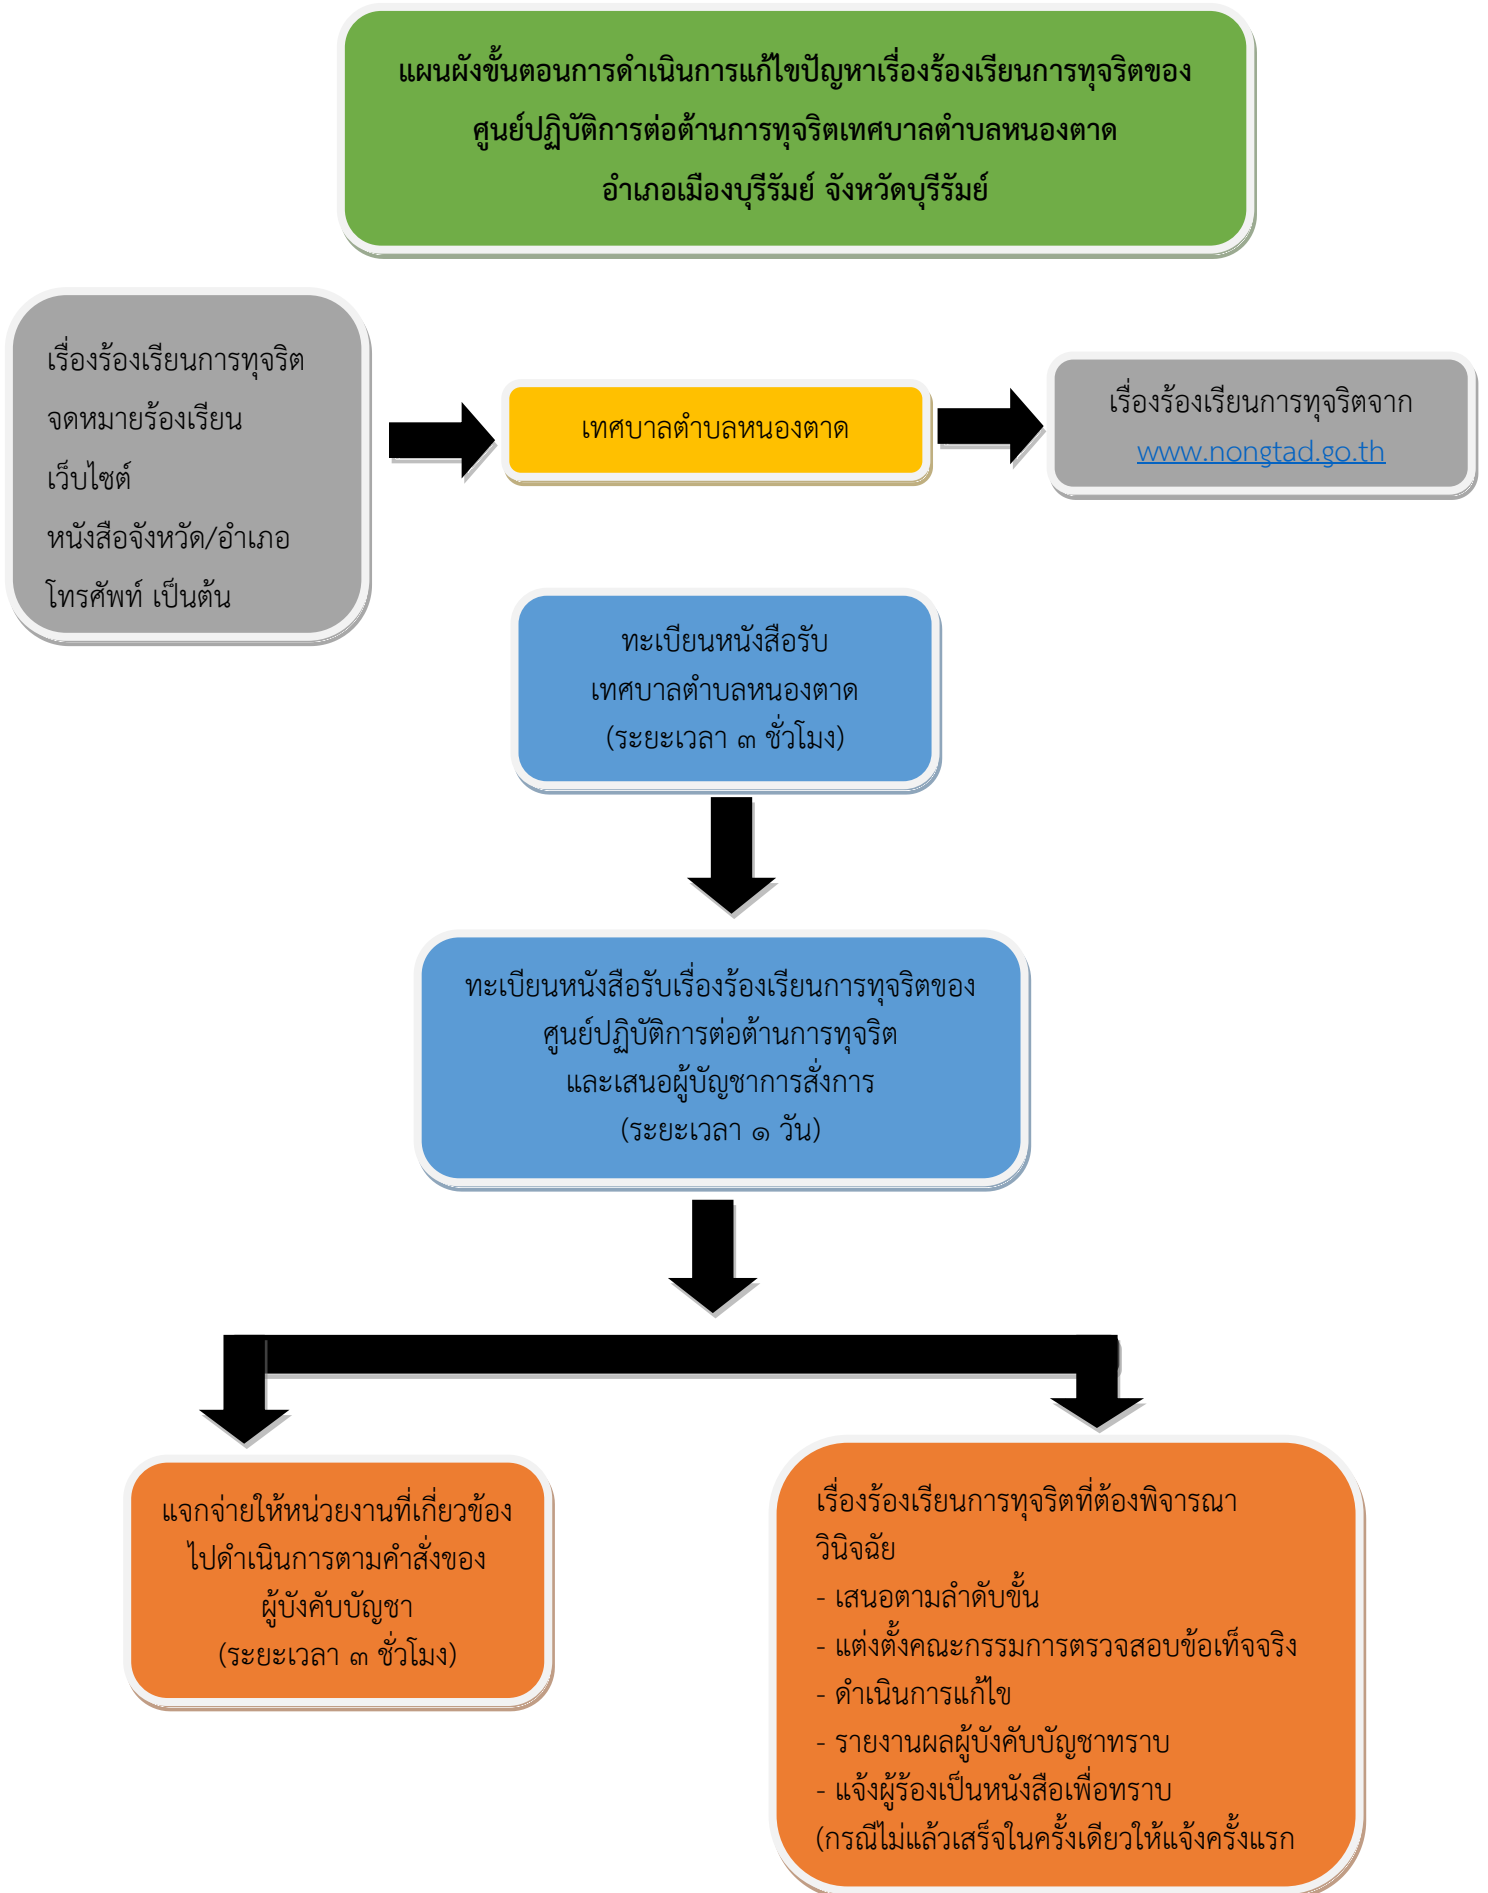 แผนผังขั้นตอนการดำเนินการแก้ไขปัญหาเรื่องร้องเรียนการทุจริตของ
ศูนย์ปฏิบัติการต่อต้านการทุจริตเทศบาลตำบลหนองตาด
อำเภอเมืองบุรีรัมย์ จังหวัดบุรีรัมย์
เรื่องร้องเรียนการทุจริต
จดหมายร้องเรียน
เว็บไซต์
หนังสือจังหวัด/อำเภอ
โทรศัพท์ เป็นต้น
เทศบาลตำบลหนองตาด
เรื่องร้องเรียนการทุจริตจาก
www.nongtad.go.th
ทะเบียนหนังสือรับ
เทศบาลตำบลหนองตาด
(ระยะเวลา ๓ ชั่วโมง)
ทะเบียนหนังสือรับเรื่องร้องเรียนการทุจริตของ
ศูนย์ปฏิบัติการต่อต้านการทุจริต
และเสนอผู้บัญชาการสั่งการ
(ระยะเวลา ๑ วัน)
แจกจ่ายให้หน่วยงานที่เกี่ยวข้อง
ไปดำเนินการตามคำสั่งของ
ผู้บังคับบัญชา
(ระยะเวลา ๓ ชั่วโมง)
เรื่องร้องเรียนการทุจริตที่ต้องพิจารณา
วินิจฉัย
- เสนอตามลำดับขั้น
- แต่งตั้งคณะกรรมการตรวจสอบข้อเท็จจริง
- ดำเนินการแก้ไข
- รายงานผลผู้บังคับบัญชาทราบ
- แจ้งผู้ร้องเป็นหนังสือเพื่อทราบ
(กรณีไม่แล้วเสร็จในครั้งเดียวให้แจ้งครั้งแรก